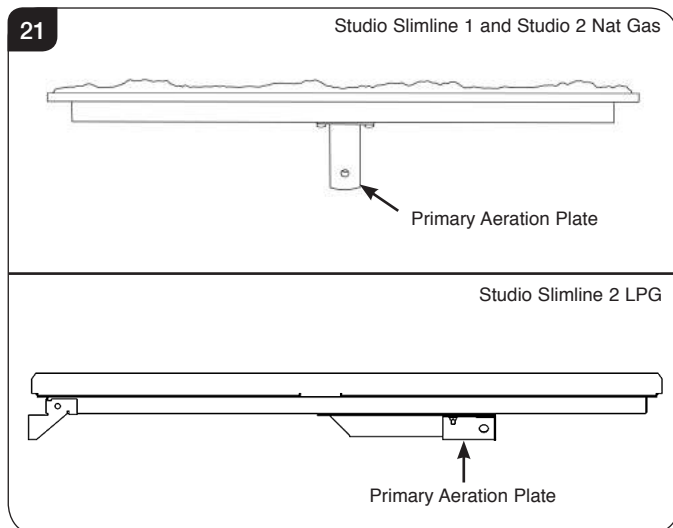 21
Studio Slimline 1 and Studio 2 Nat Gas
Primary Aeration Plate
Studio Slimline 2 LPG
Primary Aeration Plate